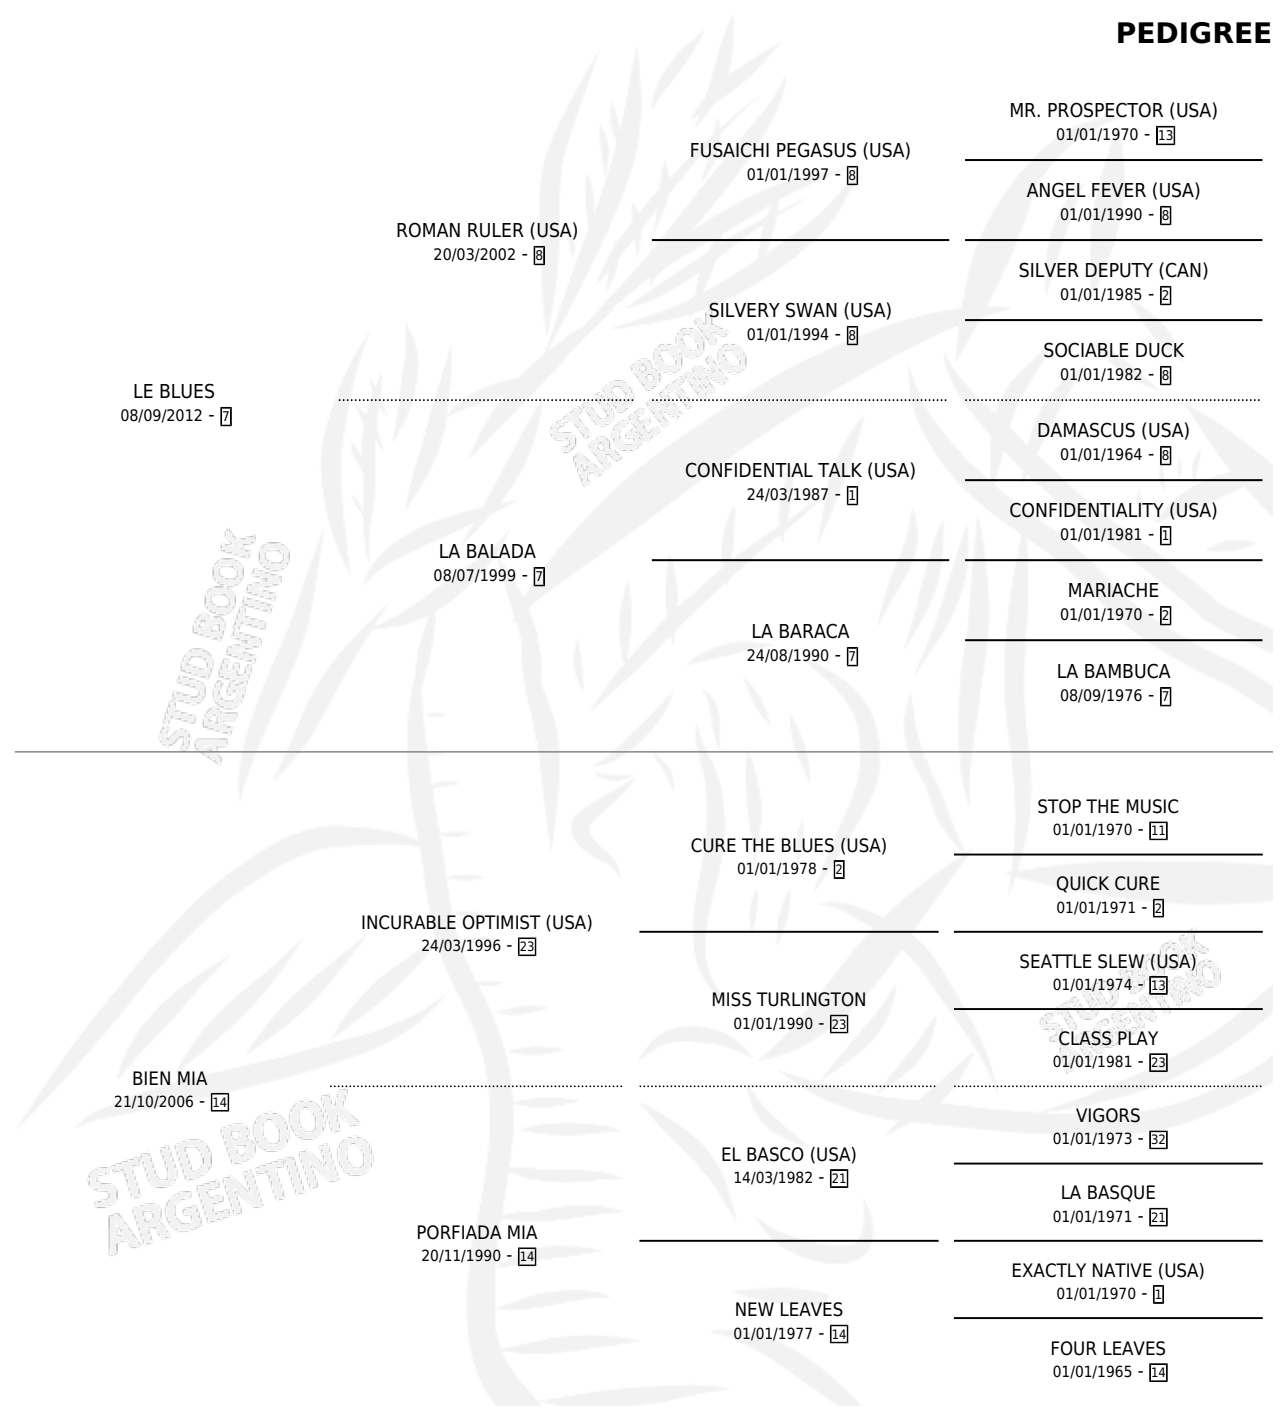 PEDIGREE
MR. PROSPECTOR (USA)
01/01/1970 - 13
FUSAICHI PEGASUS (USA)
01/01/1997 - 8
ANGEL FEVER (USA)
01/01/1990 - 8
ROMAN RULER (USA)
20/03/2002 - 8
SILVER DEPUTY (CAN)
01/01/1985 - 2
SILVERY SWAN (USA)
01/01/1994 - 8
SOCIABLE DUCK
01/01/1982 - 8
LE BLUES
08/09/2012 - 7
DAMASCUS (USA)
01/01/1964 - 8
CONFIDENTIAL TALK (USA)
24/03/1987 - 1
CONFIDENTIALITY (USA)
01/01/1981 - 1
LA BALADA
08/07/1999 - 7
MARIACHE
01/01/1970 - 2
LA BARACA
24/08/1990 - 7
LA BAMBUCA
08/09/1976 - 7
STUD BOOK
ARGENTINO
STUD BOOK
ARGENTINO
STOP THE MUSIC
01/01/1970 - 11
CURE THE BLUES (USA)
01/01/1978 - 2
QUICK CURE
01/01/1971 - 2
INCURABLE OPTIMIST (USA)
24/03/1996 - 23
SEATTLE SLEW (USA)
01/01/1974 - 13
MISS TURLINGTON
01/01/1990 - 23
CLASS PLAY
01/01/1981 - 23
BIEN MIA
21/10/2006 - 14
VIGORS
01/01/1973 - 32
EL BASCO (USA)
14/03/1982 - 21
LA BASQUE
01/01/1971 - 21
PORFIADA MIA
20/11/1990 - 14
EXACTLY NATIVE (USA)
01/01/1970 - 1
NEW LEAVES
01/01/1977 - 14
FOUR LEAVES
01/01/1965 - 14
STUD BOOK
ARGENTINO
STUD BOOK
ARGENTINO